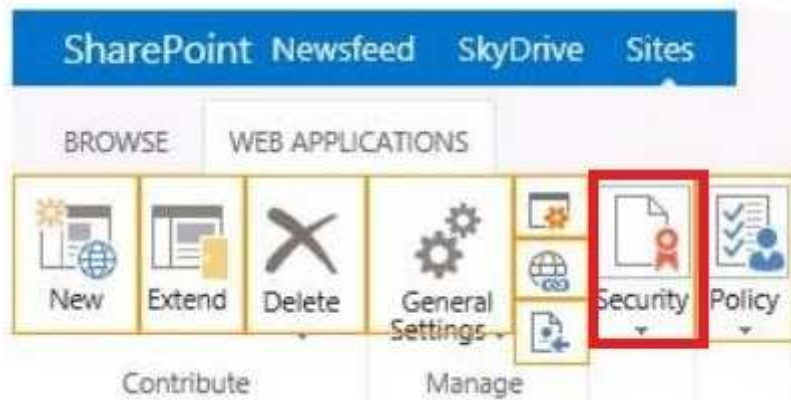 SharePoint Newsfeed SkyDrive Sites
BROWSE WEB APPLICATIONS
New Extend Delete General Settings Security Policy
Contribute Manage